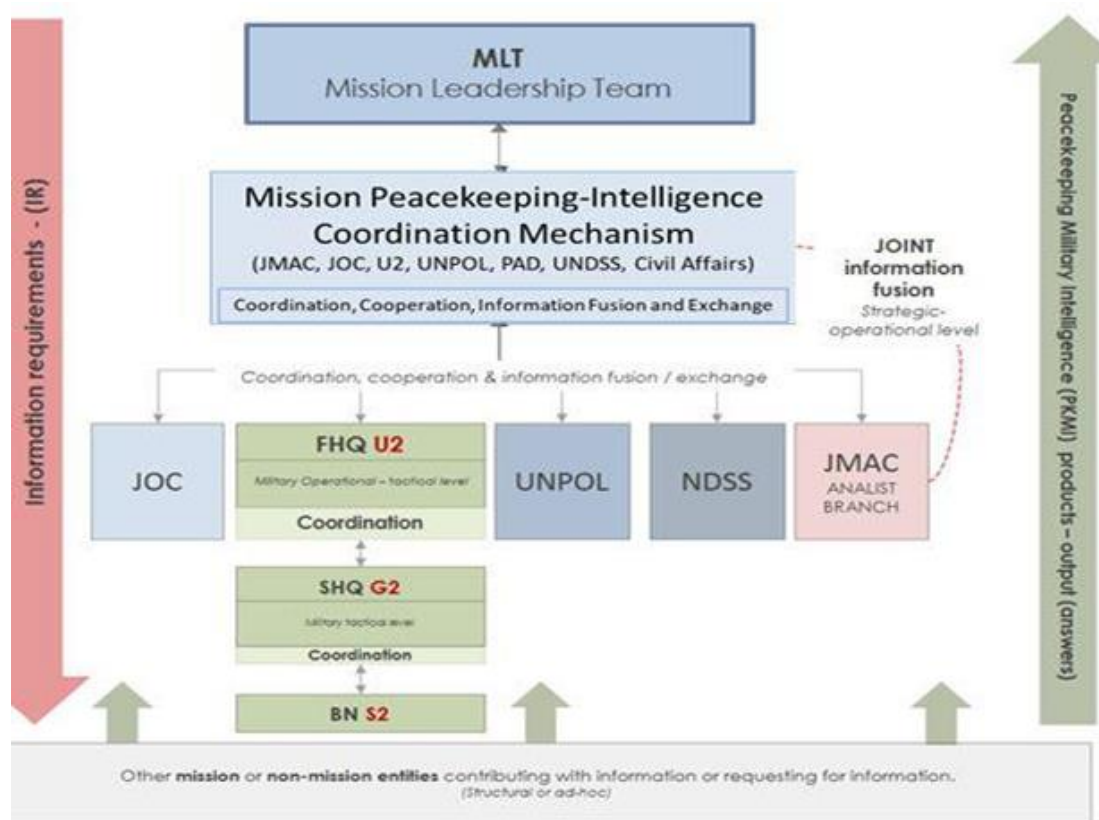 MLT
Mission Leadership Team
Mission Peacekeeping-Intelligence
Coordination Mechanism
(JMAC, JOC, U2, UNPOL, PAD, UNDSS, Civil Affairs)
Coordination, Cooperation, Information Fusion and Exchange
JOINT
information
fusion
Strategic-
operational level
Coordination, cooperation & information fusion / exchange
JOC
FHQ U2
Military Operational – tactical level
Coordination
UNPOL
NDSS
JMAC
ANALIST
BRANCH
SHQ G2
Military tactical level
Coordination
BN S2
Information requirements - (IR)
Peacekeeping Military Intelligence (PKMI) products – output (answers)
Other mission or non-mission entities contributing with information or requesting for information.
(Structural or ad-hoc)